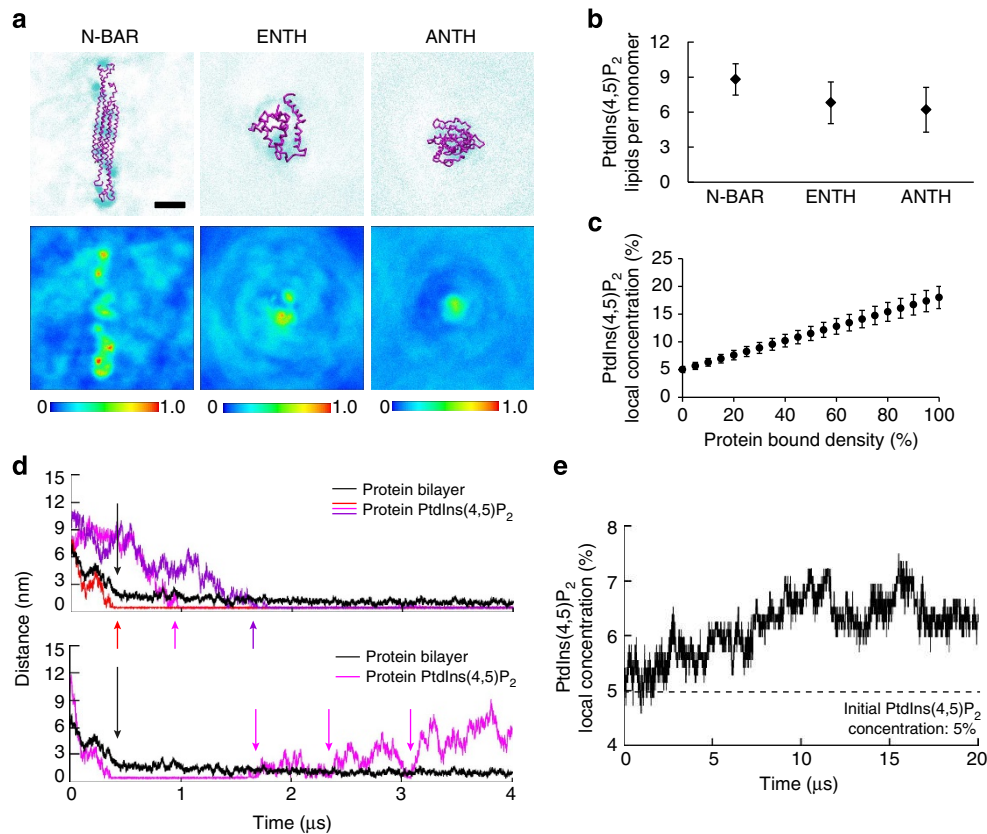 a
N-BAR ENTH ANTH
0 1.0 0 1.0 0 1.0
b
PtdIns(4,5)P2
lipids per monomer
12
9
6
3
0
N-BAR ENTH ANTH
c
PtdIns(4,5)P2
local concentration (%)
25
20
15
10
5
0
0 20 40 60 80 100
Protein bound density (%)
d
Distance (nm)
15
12
9
6
3
0
Protein bilayer
Protein PtdIns(4,5)P2
15
12
9
6
3
0
Protein bilayer
Protein PtdIns(4,5)P2
0 1 2 3 4
Time (μs)
e
PtdIns(4,5)P2
local concentration (%)
8
7
6
5
4
Initial PtdIns(4,5)P2
concentration: 5%
0 5 10 15 20
Time (μs)